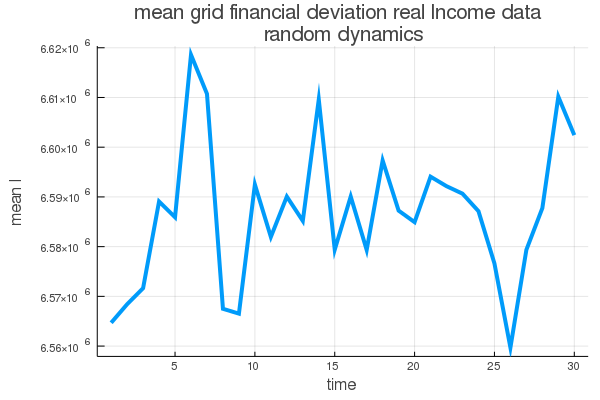 mean grid financial deviation real Income data
random dynamics
6.62×10 6
6.61×10 6
6.60×10 6
6.59×10 6
6.58×10 6
6.57×10 6
6.56×10 6
mean I
5 10 15 20 25 30
time